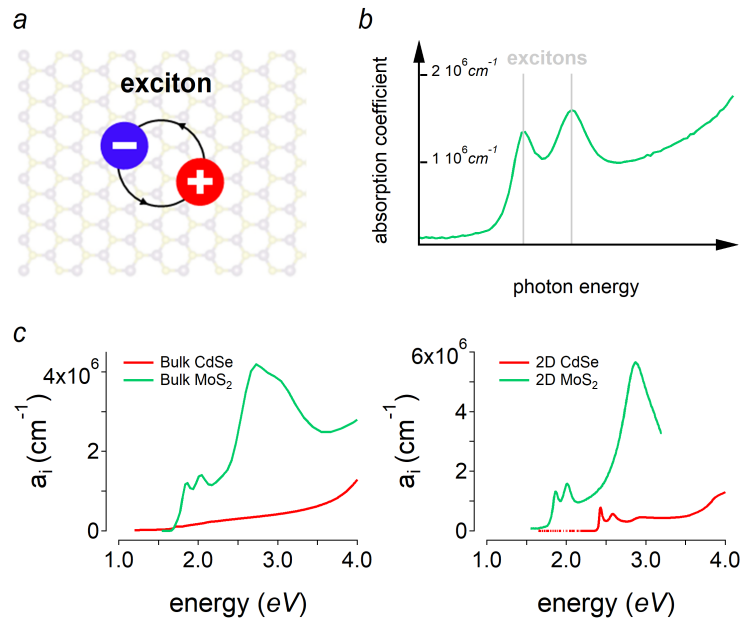 a
exciton
− +
b
absorption coefficient
2 10⁶cm⁻¹
excitons
1 10⁶cm⁻¹
photon energy
c
aᵢ (cm⁻¹)
4x10⁶
2
0
Bulk CdSe
Bulk MoS₂
1.0 2.0 3.0 4.0
energy (eV)
aᵢ (cm⁻¹)
6x10⁶
4
2
0
2D CdSe
2D MoS₂
1.0 2.0 3.0 4.0
energy (eV)